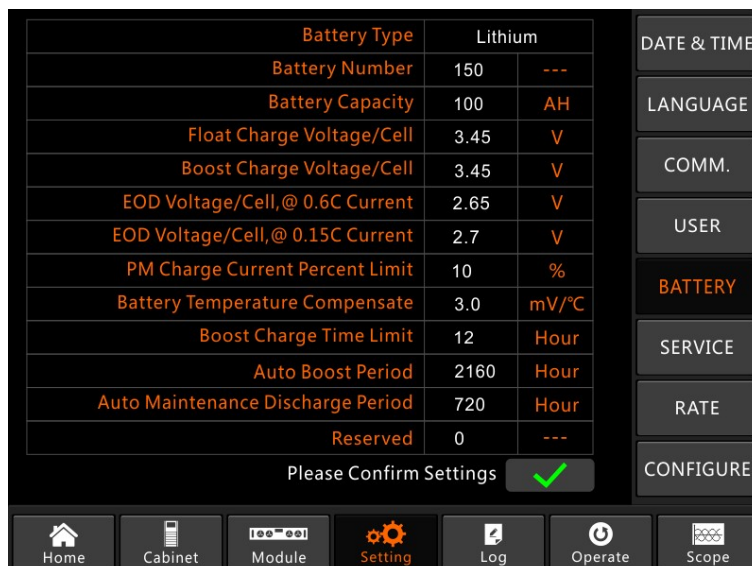 Battery Type Lithium
Battery Number 150 ---
Battery Capacity 100 AH
Float Charge Voltage/Cell 3.45 V
Boost Charge Voltage/Cell 3.45 V
EOD Voltage/Cell,@ 0.6C Current 2.65 V
EOD Voltage/Cell,@ 0.15C Current 2.7 V
PM Charge Current Percent Limit 10 %
Battery Temperature Compensate 3.0 mV/℃
Boost Charge Time Limit 12 Hour
Auto Boost Period 2160 Hour
Auto Maintenance Discharge Period 720 Hour
Reserved 0 ---
Please Confirm Settings
DATE & TIME
LANGUAGE
COMM.
USER
BATTERY
SERVICE
RATE
CONFIGURE
Home Cabinet Module Setting Log Operate Scope